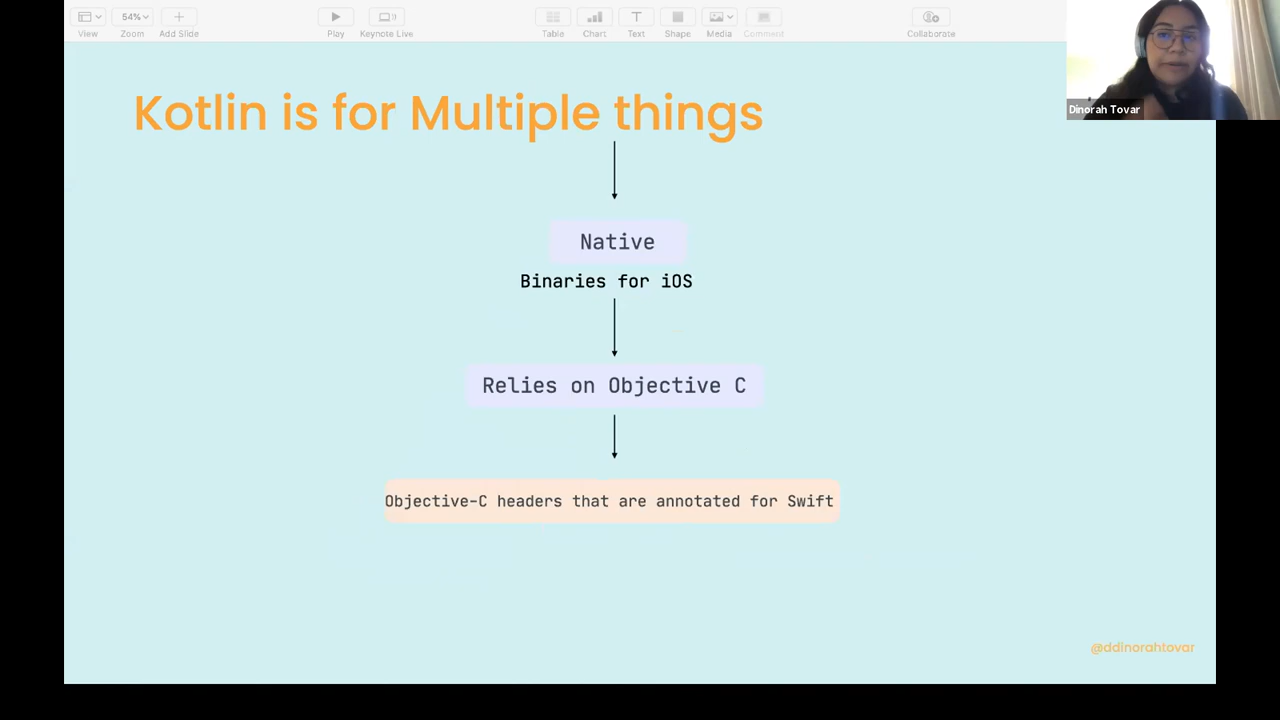 54%
View
Zoom
Add Slide
Play
Keynote Live
Table
Chart
Text
Shape
Media
Comment
Collaborate
Dinorah Tovar
Kotlin is for Multiple things
Native
Binaries for iOS
Relies on Objective C
Objective-C headers that are annotated for Swift
@ddinorahtovar